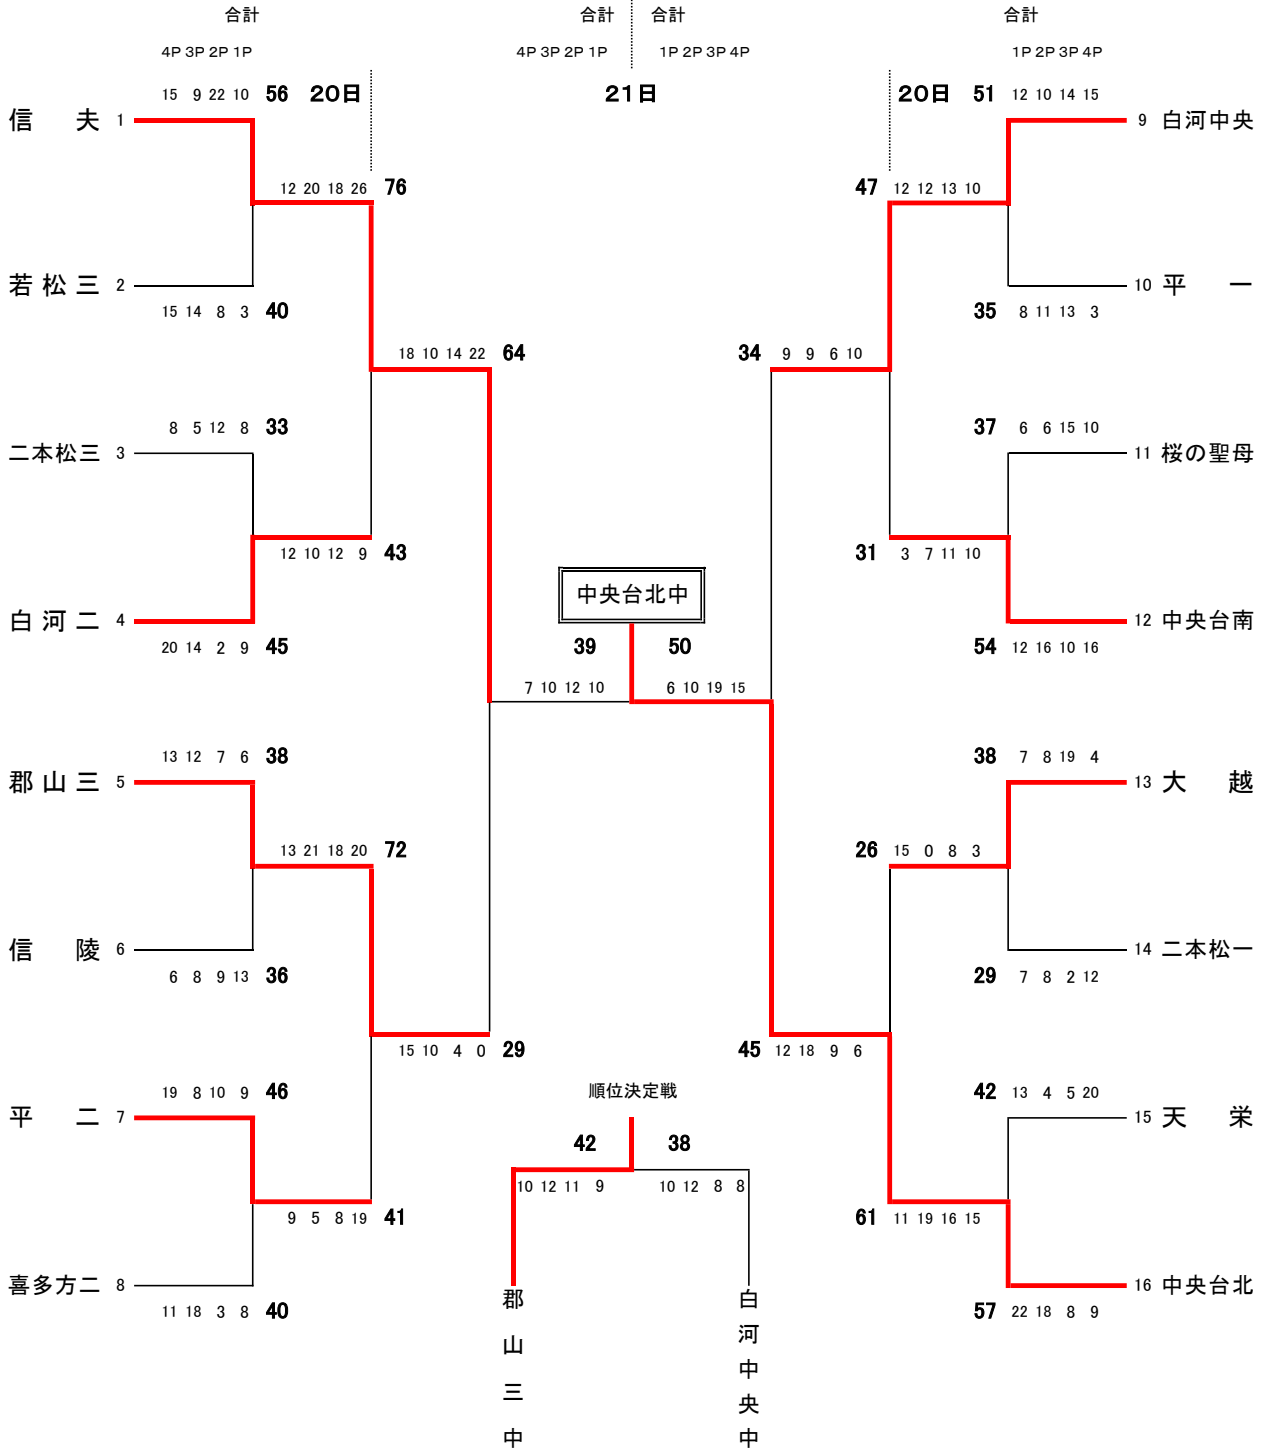 合計 合計 合計 合計
4P 3P 2P 1P 4P 3P 2P 1P 1P 2P 3P 4P 1P 2P 3P 4P
15 9 22 10 56 20日 21日 20日 51 12 10 14 15
信 夫 1 9 白河中央
12 20 18 26 76 47 12 12 13 10
若 松 三 2 10 平 一
15 14 8 3 40 35 8 11 13 3
18 10 14 22 64 34 9 9 6 10
8 5 12 8 33 37 6 6 15 10
二本松三 3 11 桜の聖母
12 10 12 9 43 31 3 7 11 10
中央台北中
白 河 二 4 12 中央台南
20 14 2 9 45 39 50 54 12 16 10 16
7 10 12 10 6 10 19 15
13 12 7 6 38 38 7 8 19 4
郡 山 三 5 13 大 越
13 21 18 20 72 26 15 0 8 3
信 陵 6 14 二本松一
6 8 9 13 36 29 7 8 2 12
15 10 4 0 29 45 12 18 9 6
19 8 10 9 46 順位決定戦 42 13 4 5 20
平 二 7 15 天 栄
42 38
10 12 11 9 10 12 8 8
9 5 8 19 41 61 11 19 16 15
喜多方二 8 16 中央台北
11 18 3 8 40 57 22 18 8 9
郡山三中
白河中央中